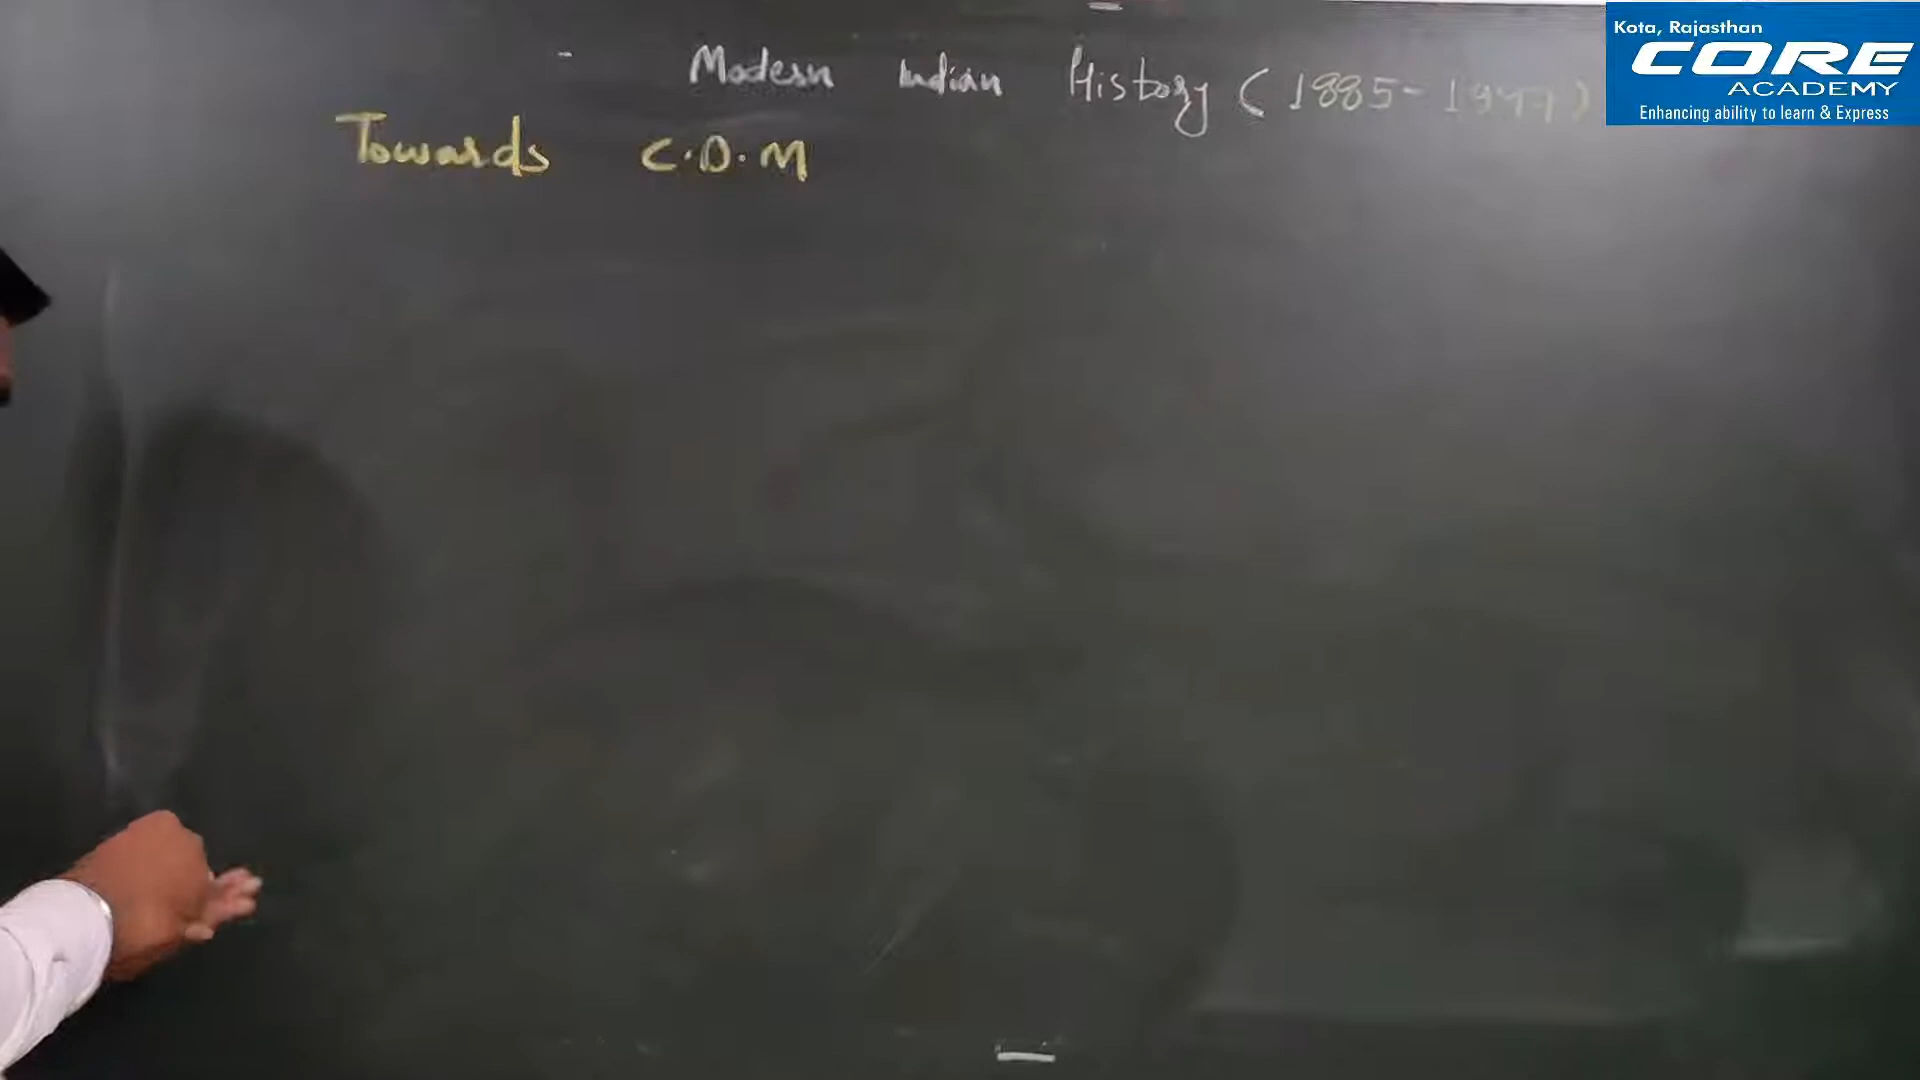 Modern Indian History (1885-1947)
Towards C.D.M
Kota, Rajasthan
CORE
ACADEMY
Enhancing ability to learn & Express